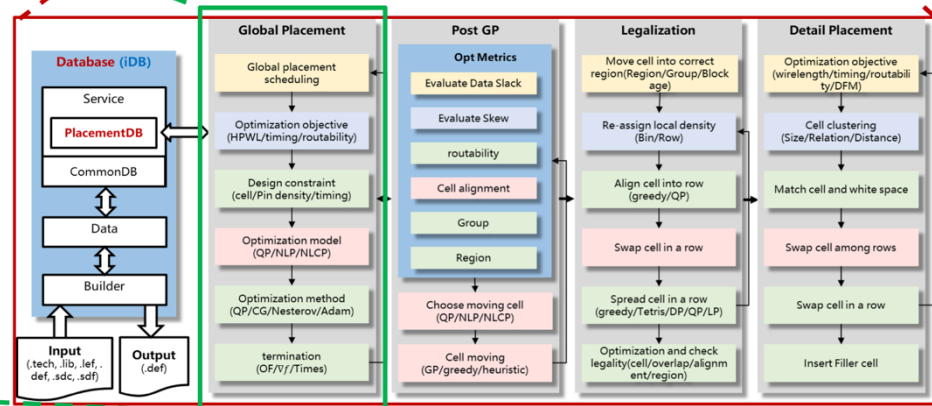 Database (iDB)
Service
PlacementDB
CommonDB
Data
Builder
Input
(.tech, .lib, .lef, .
def, .sdc, .sdf)
Output
(.def)
Global Placement
Global placement
scheduling
Optimization objective
(HPWL/timing/routability)
Design constraint
(cell/Pin density/timing)
Optimization model
(QP/NLP/NLCP)
Optimization method
(QP/CG/Nesterov/Adam)
termination
(OF/∇f/Times)
Post GP
Opt Metrics
Evaluate Data Slack
Evaluate Skew
routability
Cell alignment
Group
Region
Choose moving cell
(QP/NLP/NLCP)
Cell moving
(GP/greedy/heuristic)
Legalization
Move cell into correct
region(Region/Group/Block
age)
Re-assign local density
(Bin/Row)
Align cell into row
(greedy/QP)
Swap cell in a row
Spread cell in a row
(greedy/Tetris/DP/QP/LP)
Optimization and check
legality(cell/overlap/alignm
ent/region)
Detail Placement
Optimization objective
(wirelength/timing/routabili
ty/DFM)
Cell clustering
(Size/Relation/Distance)
Match cell and white space
Swap cell among rows
Swap cell in a row
Insert Filler cell